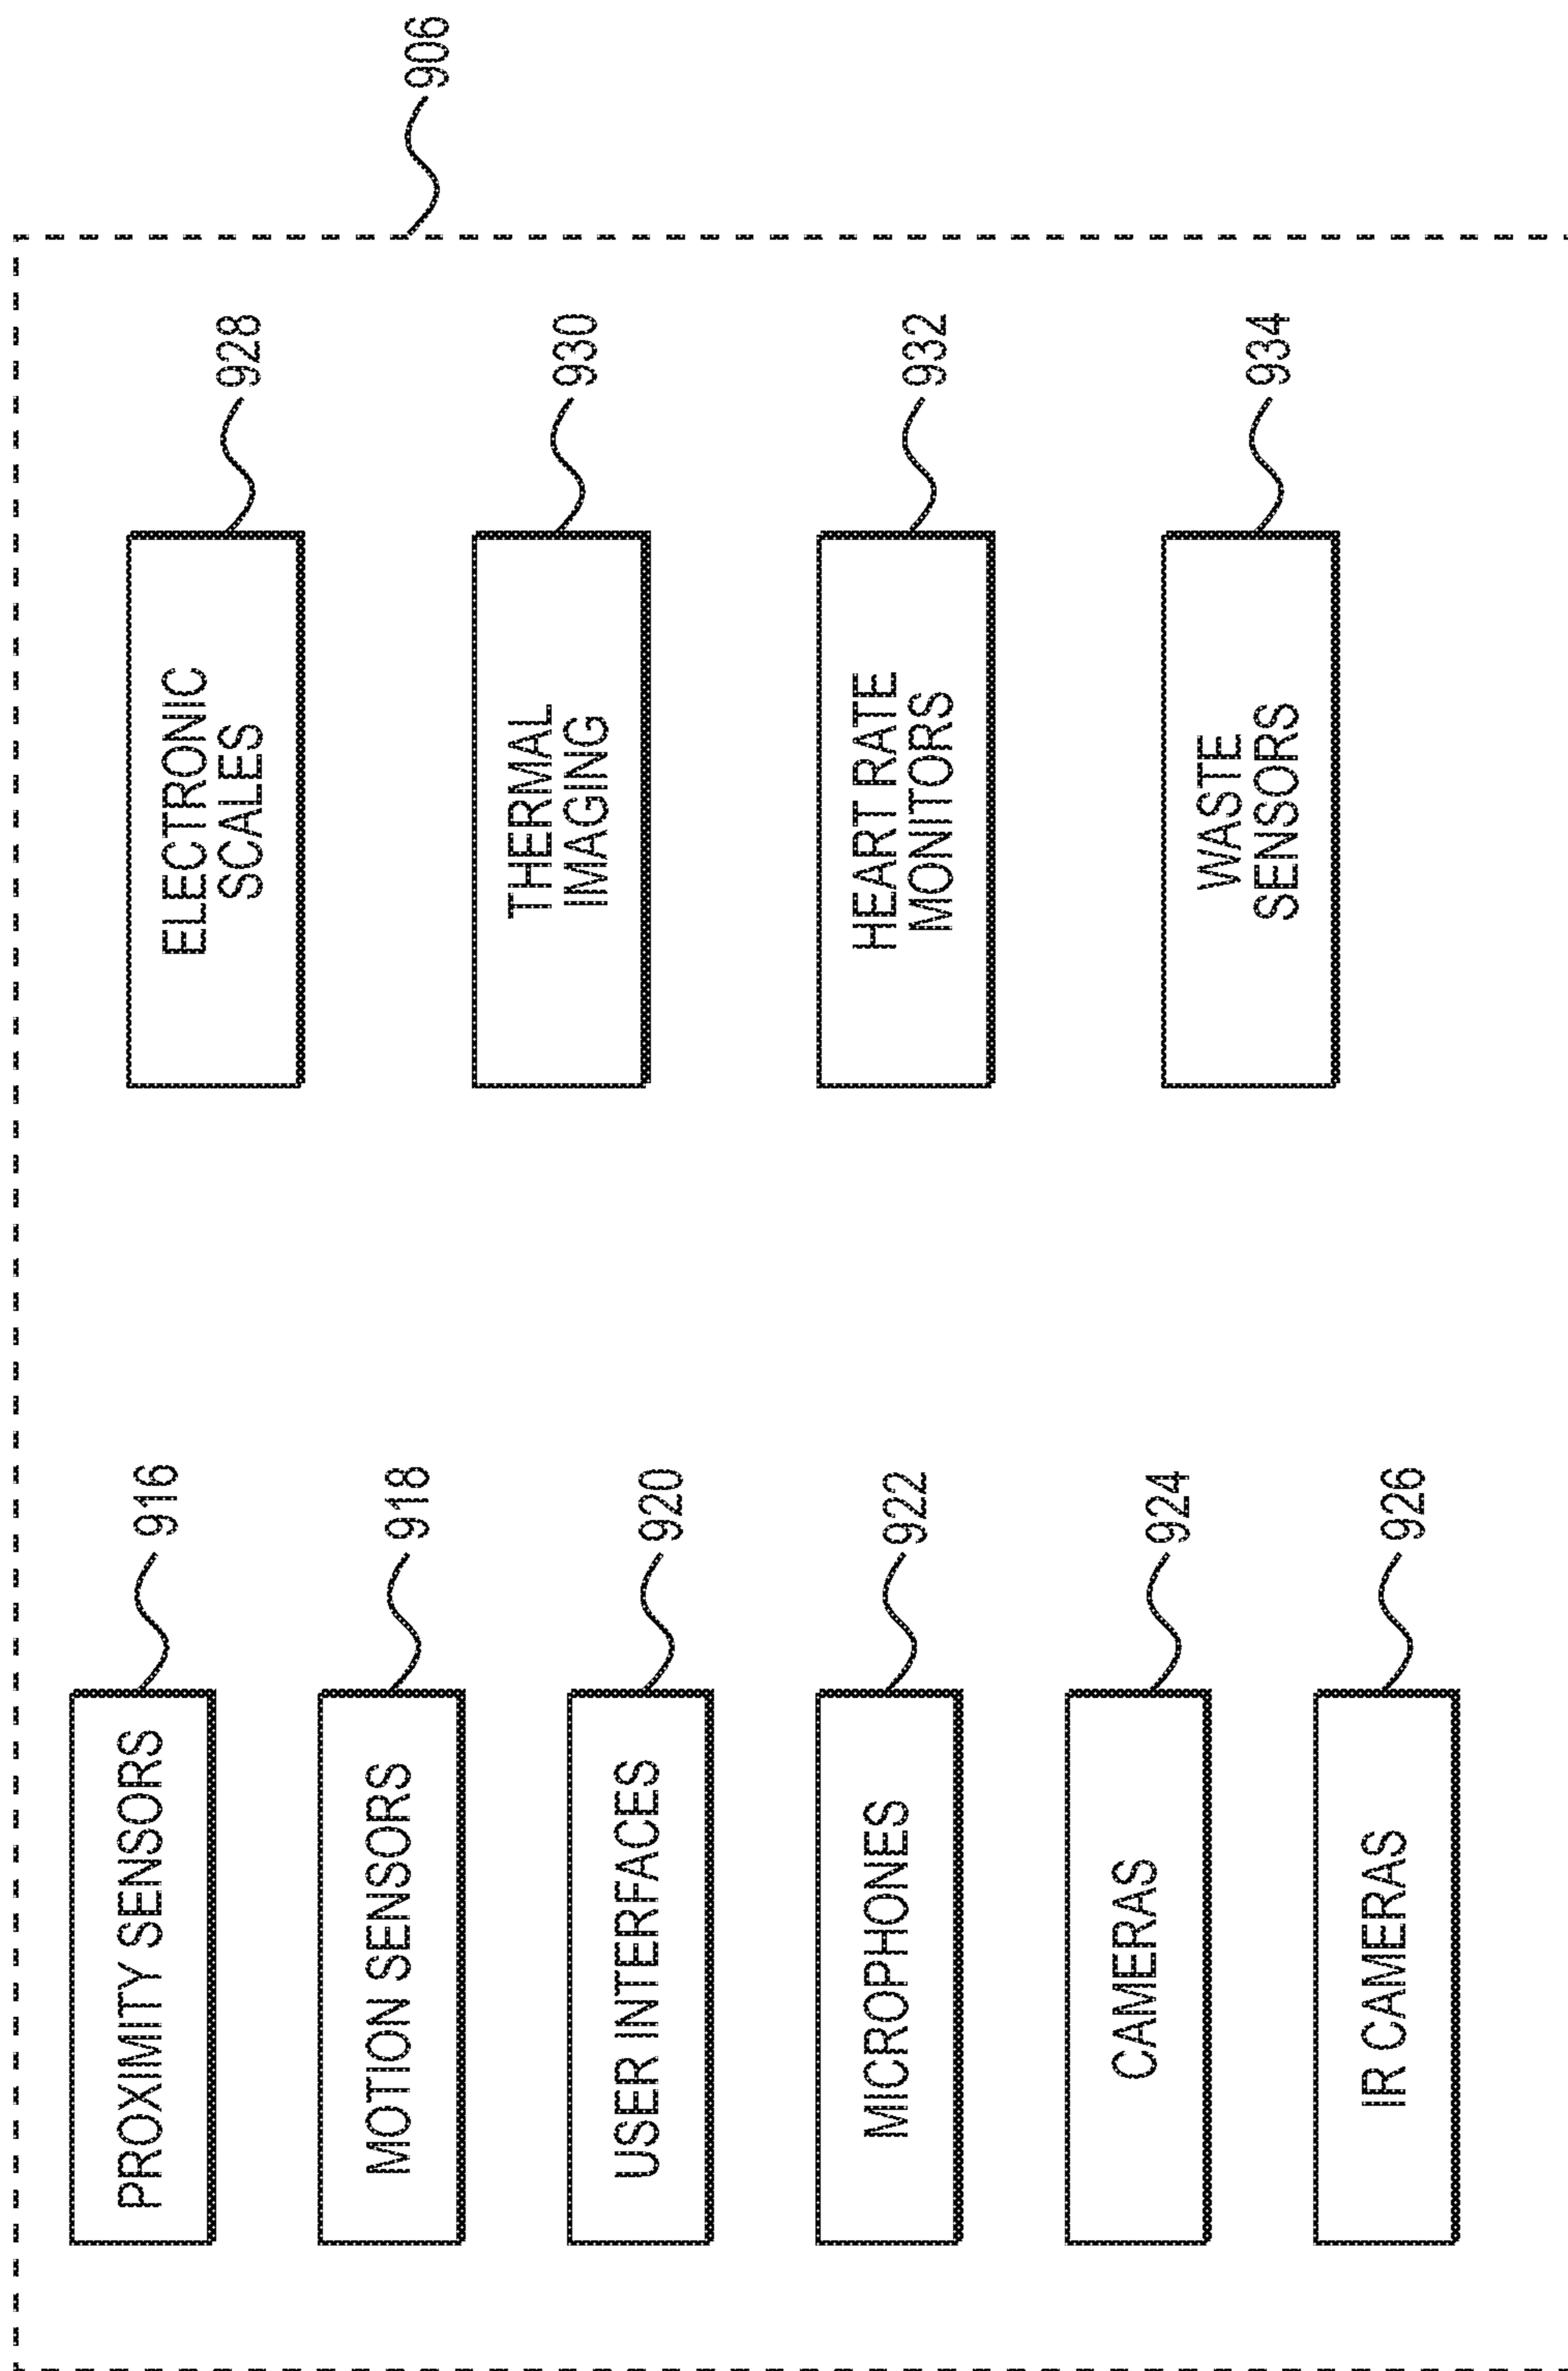 906
PROXIMITY SENSORS
916
MOTION SENSORS
918
USER INTERFACES
920
MICROPHONES
922
CAMERAS
924
IR CAMERAS
926
ELECTRONIC
SCALES
928
THERMAL
IMAGING
930
HEART RATE
MONITORS
932
WASTE
SENSORS
934